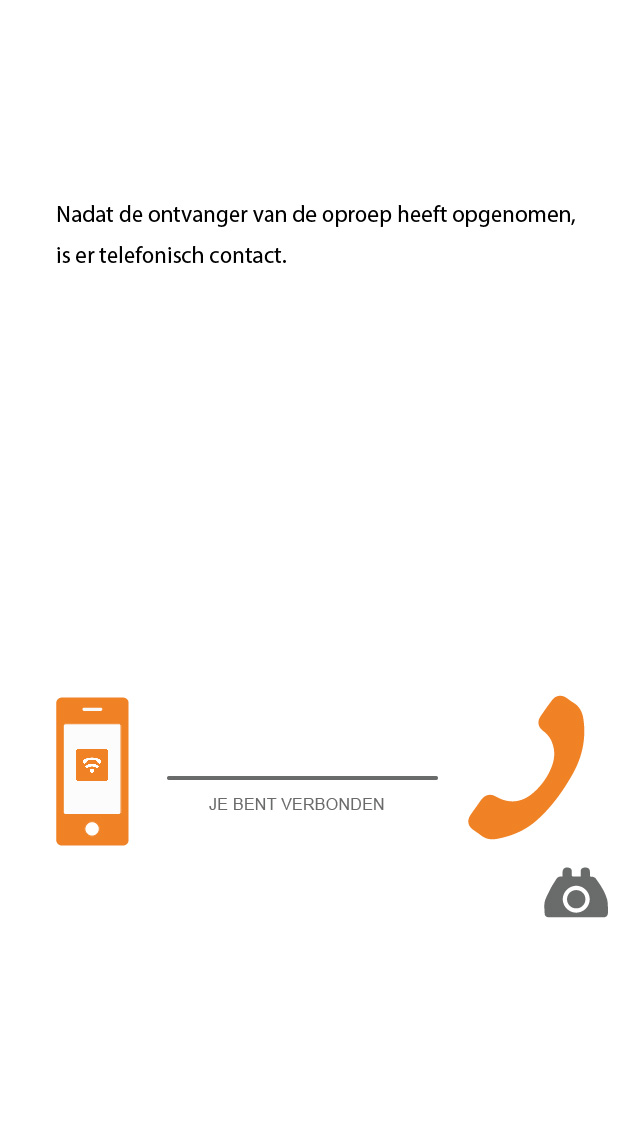 Nadat de ontvanger van de oproep heeft opgenomen,
is er telefonisch contact.
JE BENT VERBONDEN